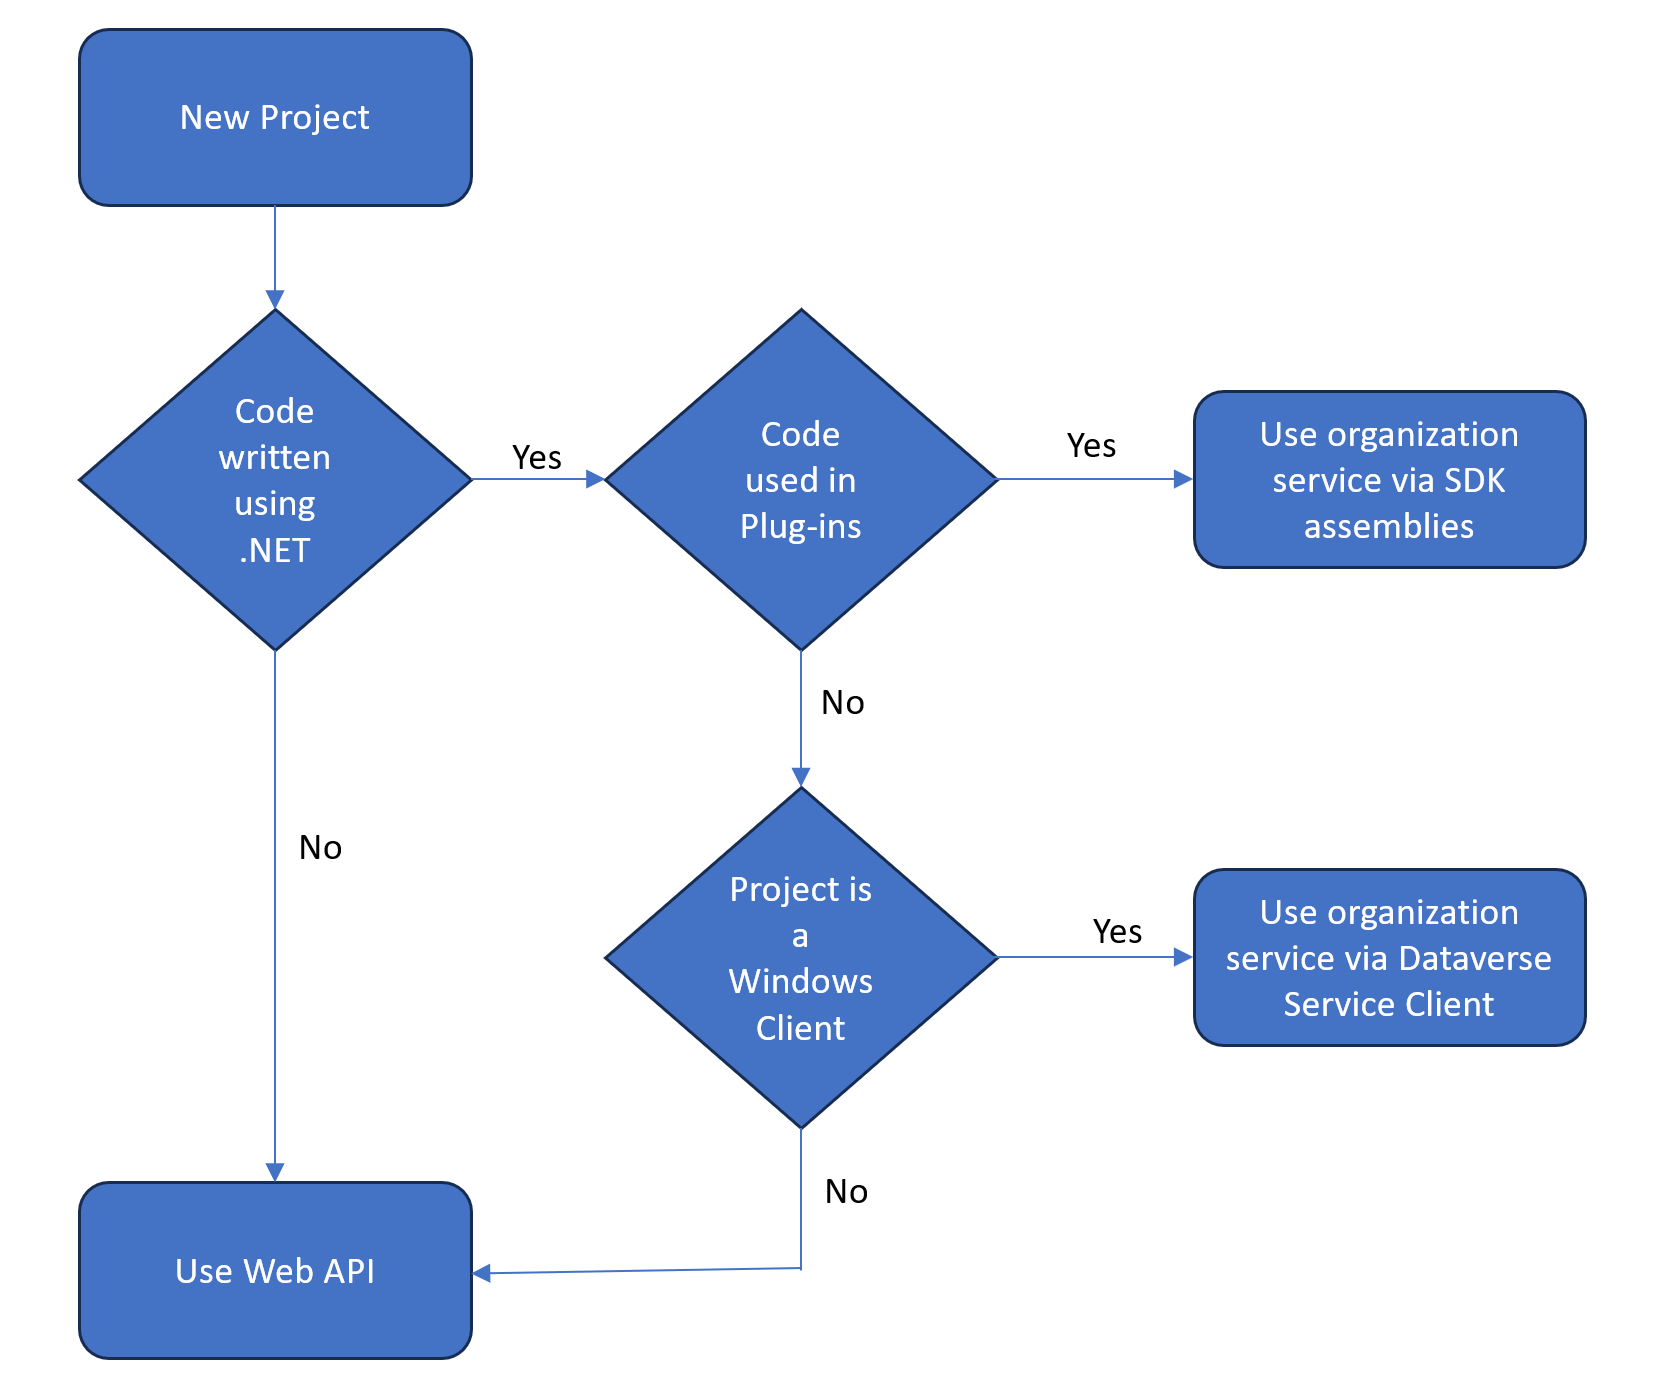 New Project
Code
written
using
.NET
Yes
Code
used in
Plug-ins
Yes
Use organization
service via SDK
assemblies
No
No
Project is
a
Windows
Client
Yes
Use organization
service via Dataverse
Service Client
No
Use Web API